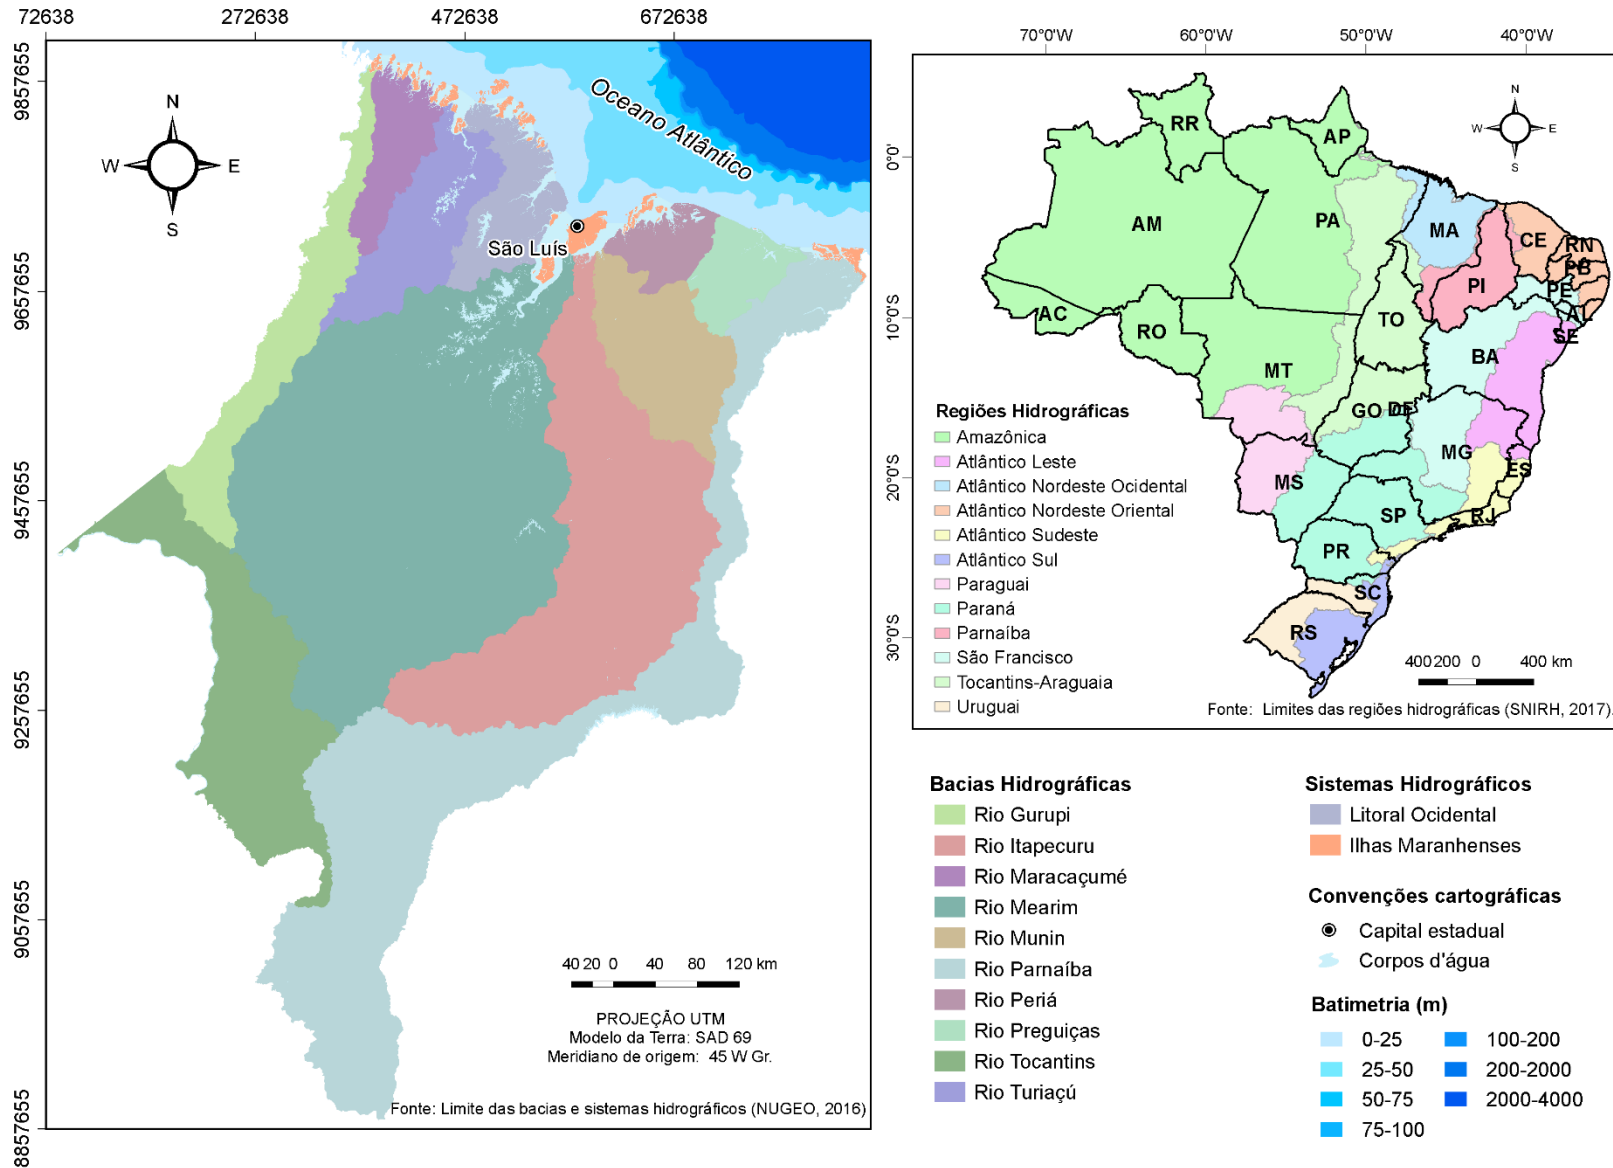 72638
272638
472638
672638
9857655
9657655
9457655
9257655
9057655
8857655
N
W
E
S
Oceano Atlântico
São Luís
40 20 0 40 80 120 km
PROJEÇÃO UTM
Modelo da Terra: SAD 69
Meridiano de origem: 45 W Gr.
Fonte: Limite das bacias e sistemas hidrográficos (NUGEO, 2016)
70°0'W
60°0'W
50°0'W
40°0'W
0°0'
10°0'S
20°0'S
30°0'S
N
W
E
S
RR
AP
AM
PA
MA
CE
RN
PB
PE
AL
SE
PI
AC
RO
TO
BA
MT
GO
DF
MG
ES
MS
SP
RJ
PR
SC
RS
Regiões Hidrográficas
Amazônica
Atlântico Leste
Atlântico Nordeste Ocidental
Atlântico Nordeste Oriental
Atlântico Sudeste
Atlântico Sul
Paraguai
Paraná
Parnaíba
São Francisco
Tocantins-Araguaia
Uruguai
400 200 0 400 km
Fonte: Limites das regiões hidrográficas (SNIRH, 2017).
Bacias Hidrográficas
Rio Gurupi
Rio Itapecuru
Rio Maracaçumé
Rio Mearim
Rio Munin
Rio Parnaíba
Rio Periá
Rio Preguiças
Rio Tocantins
Rio Turiaçú
Sistemas Hidrográficos
Litoral Ocidental
Ilhas Maranhenses
Convenções cartográficas
Capital estadual
Corpos d'água
Batimetria (m)
0-25
25-50
50-75
75-100
100-200
200-2000
2000-4000